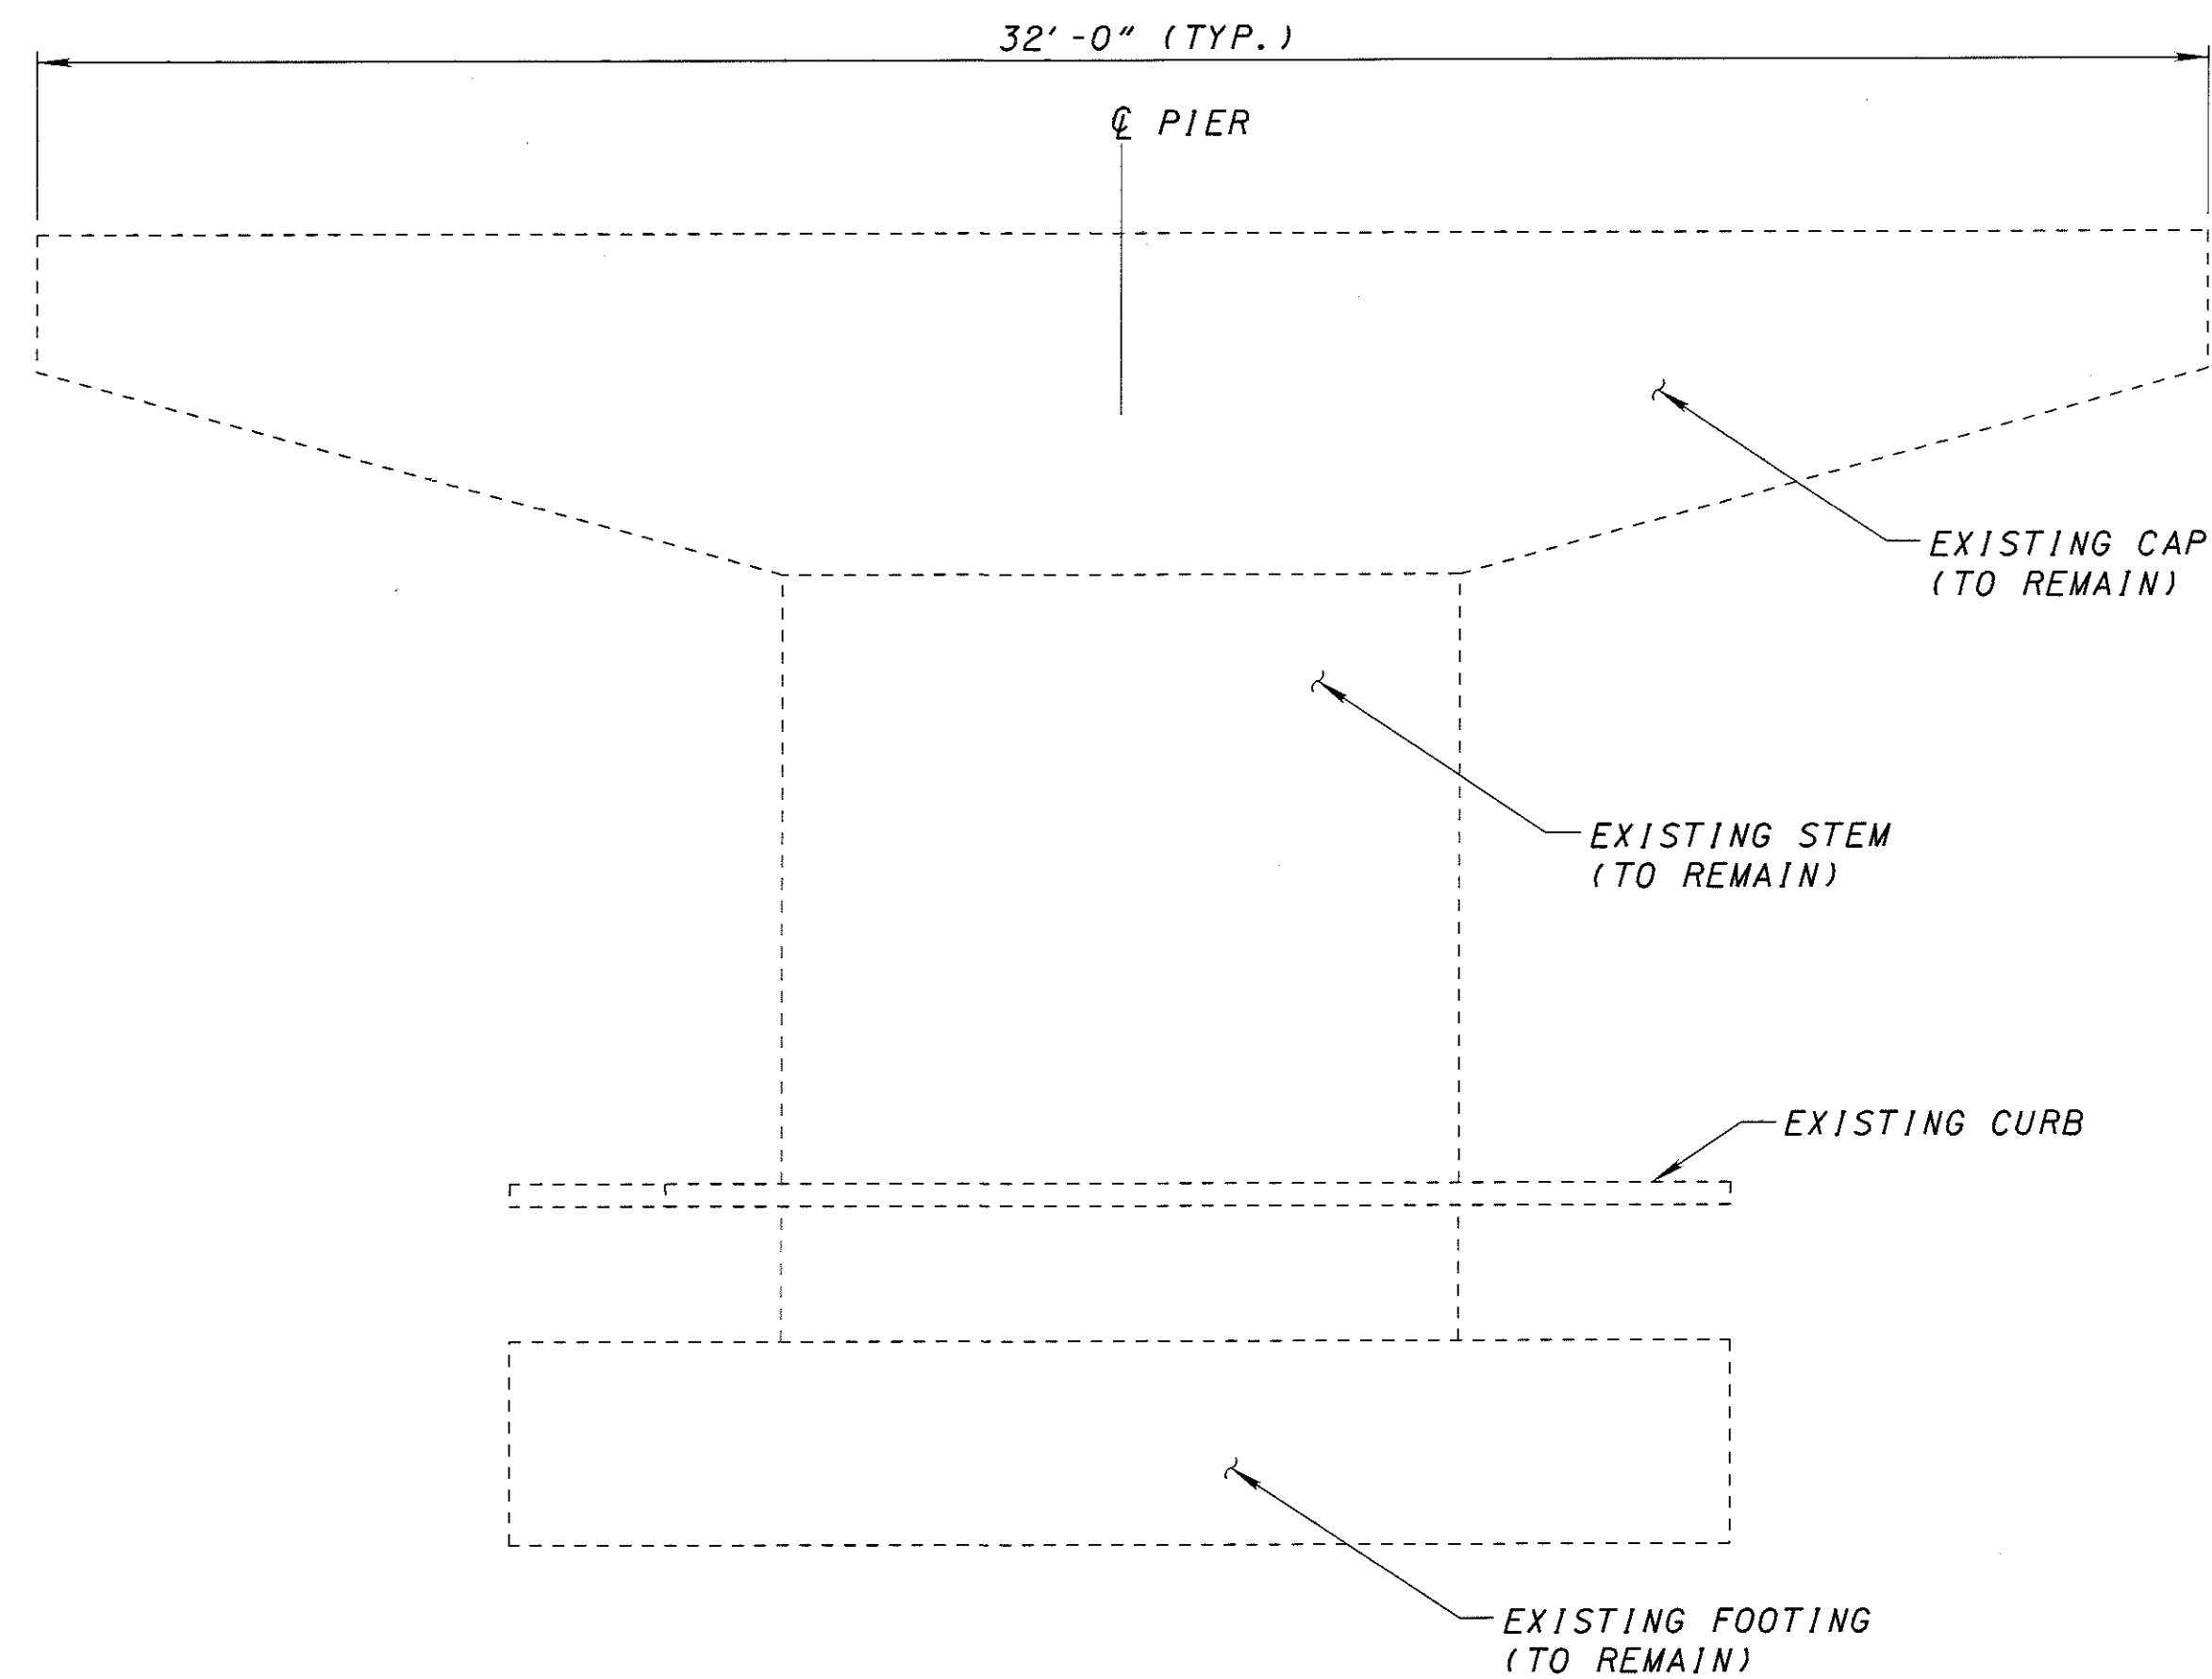 32'-0" (TYP.)
℄ PIER
EXISTING CAP
(TO REMAIN)
EXISTING STEM
(TO REMAIN)
EXISTING CURB
EXISTING FOOTING
(TO REMAIN)